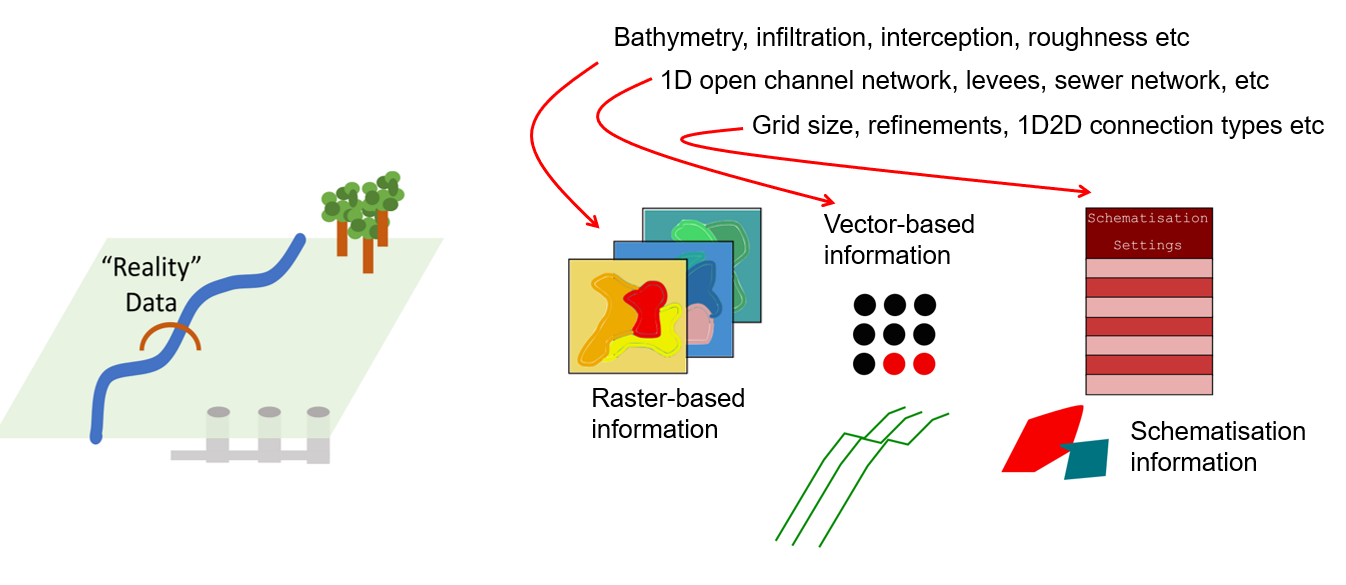 Bathymetry, infiltration, interception, roughness etc
1D open channel network, levees, sewer network, etc
Grid size, refinements, 1D2D connection types etc
“Reality”
Data
Raster-based
information
Vector-based
information
Schematisation
Settings
Schematisation
information